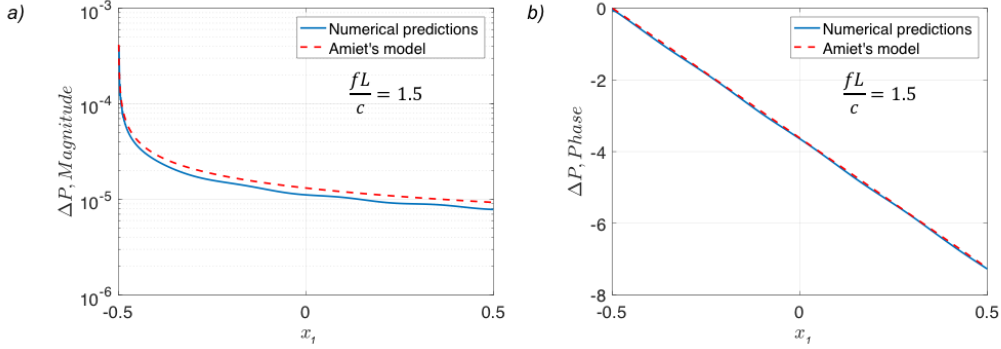 a)
10^-3
Numerical predictions
Amiet's model
fL/c = 1.5
10^-4
ΔP, Magnitude
10^-5
10^-6
-0.5 0 0.5
x_1
b)
0
Numerical predictions
Amiet's model
fL/c = 1.5
-2
ΔP, Phase
-4
-6
-8
-0.5 0 0.5
x_1